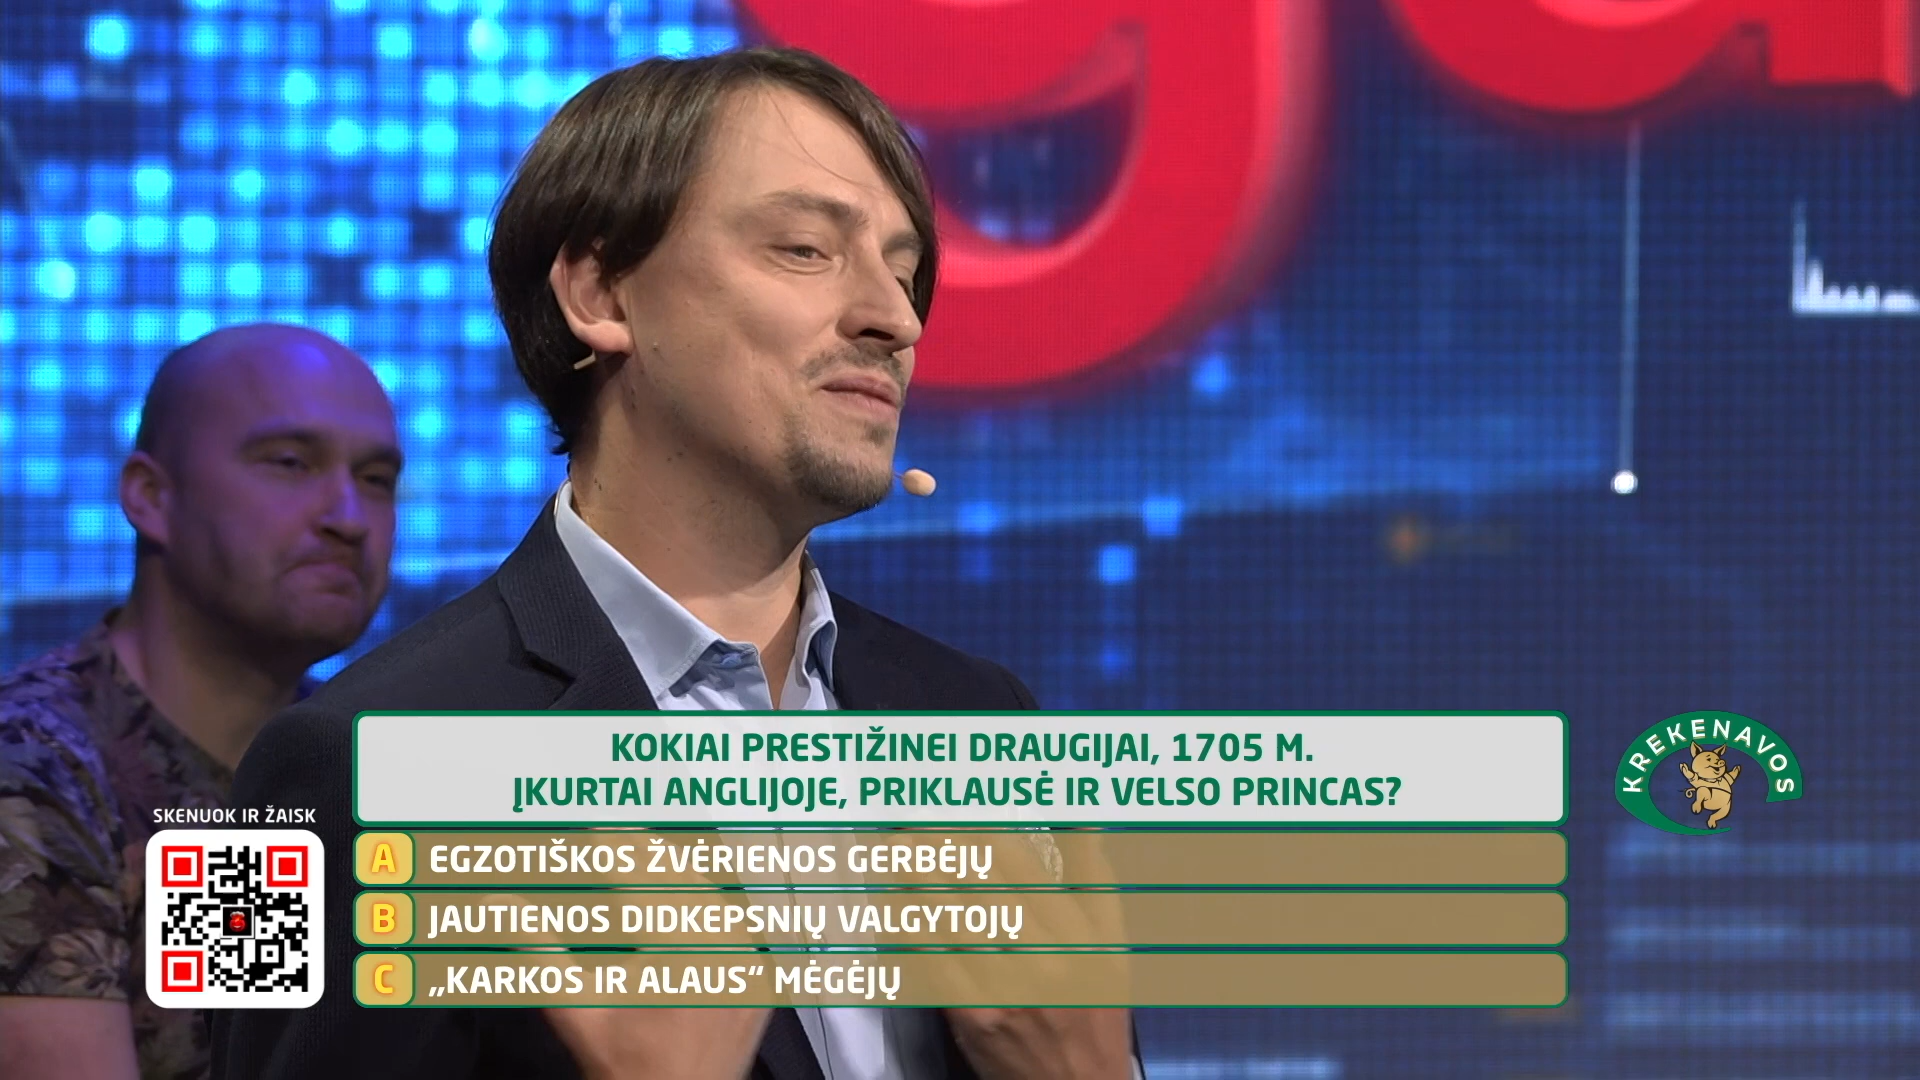 KOKIAI PRESTIŽINEI DRAUGIJAI, 1705 M.
ĮKURTAI ANGLIJOJE, PRIKLAUSĖ IR VELSO PRINCAS?
A EGZOTIŠKOS ŽVĖRIENOS GERBĖJŲ
B JAUTIENOS DIDKEPSNIŲ VALGYTOJŲ
C „KARKOS IR ALAUS“ MĖGĖJŲ
SKENUOK IR ŽAISK
KREKENAVOS